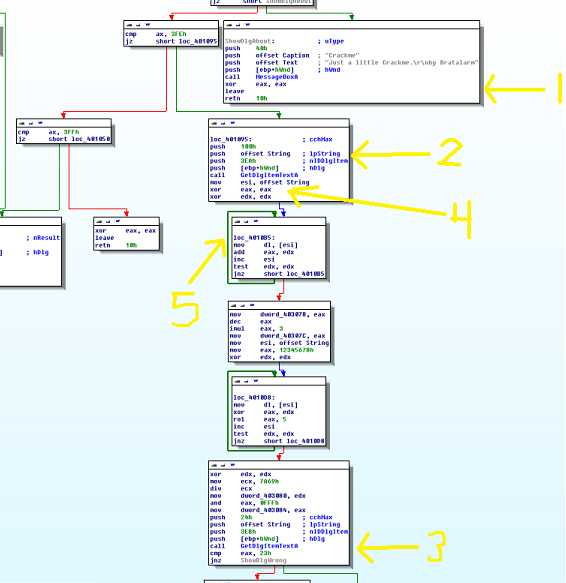 jz short ShowDlgAbout
cmp ax, 3FEh
jz short loc_401095
ShowDlgAbout: ; uType
push 40h
push offset Caption ; "Crackme"
push offset Text ; "Just a little Crackme.\r\nby Bratalarm"
push [ebp+hWnd] ; hWnd
call MessageBoxA
xor eax, eax
leave
retn 10h
1
cmp ax, 3FFh
jz short loc_401050
loc_401095: ; cchMax
push 100h
push offset String ; lpString
push 3EAh ; nIDDlgItem
push [ebp+hWnd] ; hDlg
call GetDlgItemTextA
mov esi, offset String
xor eax, eax
xor edx, edx
2
4
; nResult
; hDlg
xor eax, eax
leave
retn 10h
loc_4010B5:
mov dl, [esi]
add eax, edx
inc esi
test edx, edx
jnz short loc_4010B5
5
mov dword_403078, eax
dec eax
imul eax, 3
mov dword_40307C, eax
mov esi, offset String
mov eax, 12345678h
xor edx, edx
loc_4010D8:
mov dl, [esi]
xor eax, edx
rol eax, 5
inc esi
test edx, edx
jnz short loc_4010D8
xor edx, edx
mov ecx, 7A69h
div ecx
mov dword_403080, edx
and eax, 0FFFh
mov dword_403084, eax
push 24h ; cchMax
push offset String ; lpString
push 3EBh ; nIDDlgItem
push [ebp+hWnd] ; hDlg
call GetDlgItemTextA
cmp eax, 23h
jnz ShowDlgWrong
3